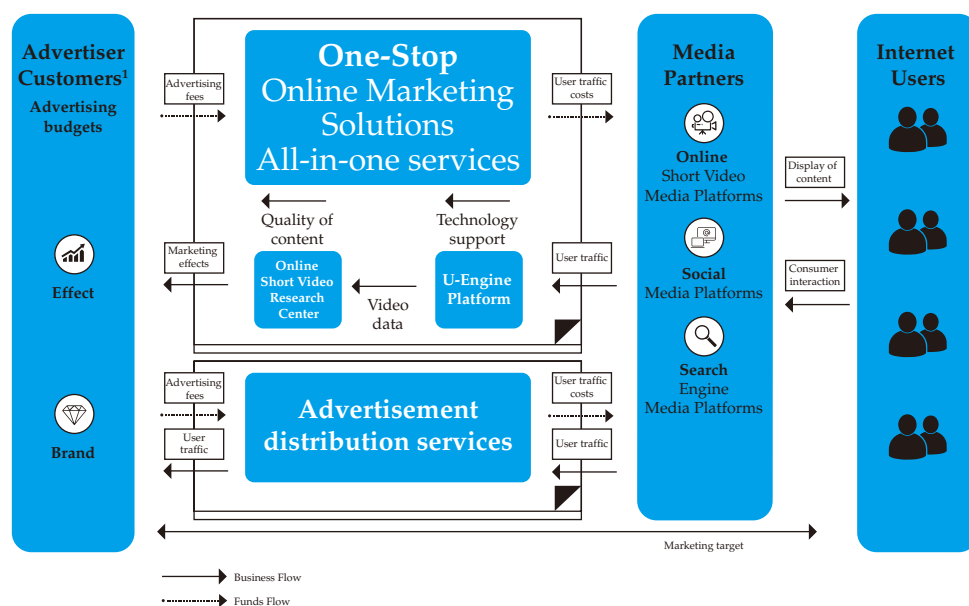 Advertiser
Customers¹
Advertising
budgets
Effect
Brand
Advertising
fees
One-Stop
Online Marketing
Solutions
All-in-one services
User traffic
costs
Quality of
content
Technology
support
Marketing
effects
Online
Short Video
Research
Center
Video
data
U-Engine
Platform
User traffic
Advertising
fees
User
traffic
Advertisement
distribution services
User traffic
costs
User traffic
Media
Partners
Online
Short Video
Media Platforms
Social
Media Platforms
Search
Engine
Media Platforms
Display of
content
Consumer
interaction
Internet
Users
Marketing target
Business Flow
Funds Flow